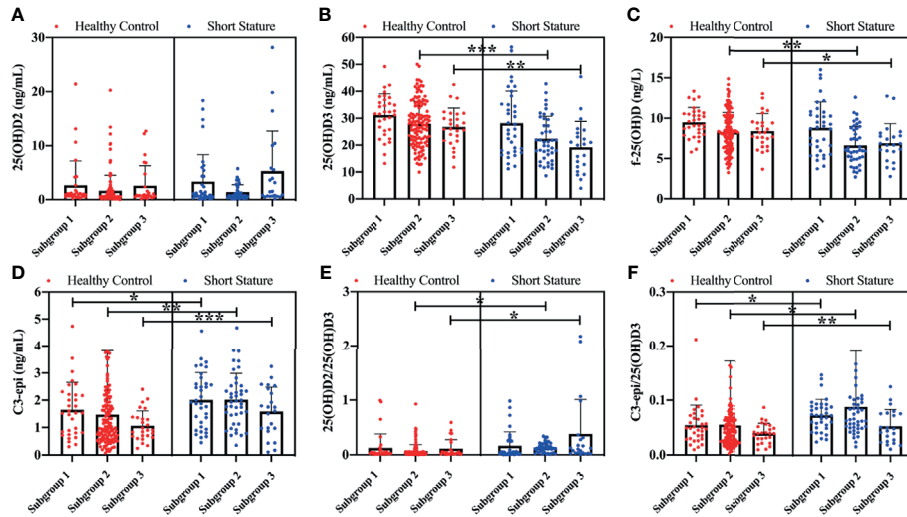 A
Healthy Control
Short Stature
25(OH)D2 (ng/mL)
30
20
10
0
Subgroup 1
Subgroup 2
Subgroup 3
Subgroup 1
Subgroup 2
Subgroup 3
B
Healthy Control
Short Stature
25(OH)D3 (ng/mL)
60
50
40
30
20
10
0
***
**
Subgroup 1
Subgroup 2
Subgroup 3
Subgroup 1
Subgroup 2
Subgroup 3
C
Healthy Control
Short Stature
f-25(OH)D (ng/L)
20
15
10
5
0
**
*
Subgroup 1
Subgroup 2
Subgroup 3
Subgroup 1
Subgroup 2
Subgroup 3
D
Healthy Control
Short Stature
C3-epi (ng/mL)
6
5
4
3
2
1
0
*
**
***
Subgroup 1
Subgroup 2
Subgroup 3
Subgroup 1
Subgroup 2
Subgroup 3
E
Healthy Control
Short Stature
25(OH)D2/25(OH)D3
3
2
1
0
*
*
Subgroup 1
Subgroup 2
Subgroup 3
Subgroup 1
Subgroup 2
Subgroup 3
F
Healthy Control
Short Stature
C3-epi/25(OH)D3
0.3
0.2
0.1
0.0
*
*
**
Subgroup 1
Subgroup 2
Subgroup 3
Subgroup 1
Subgroup 2
Subgroup 3